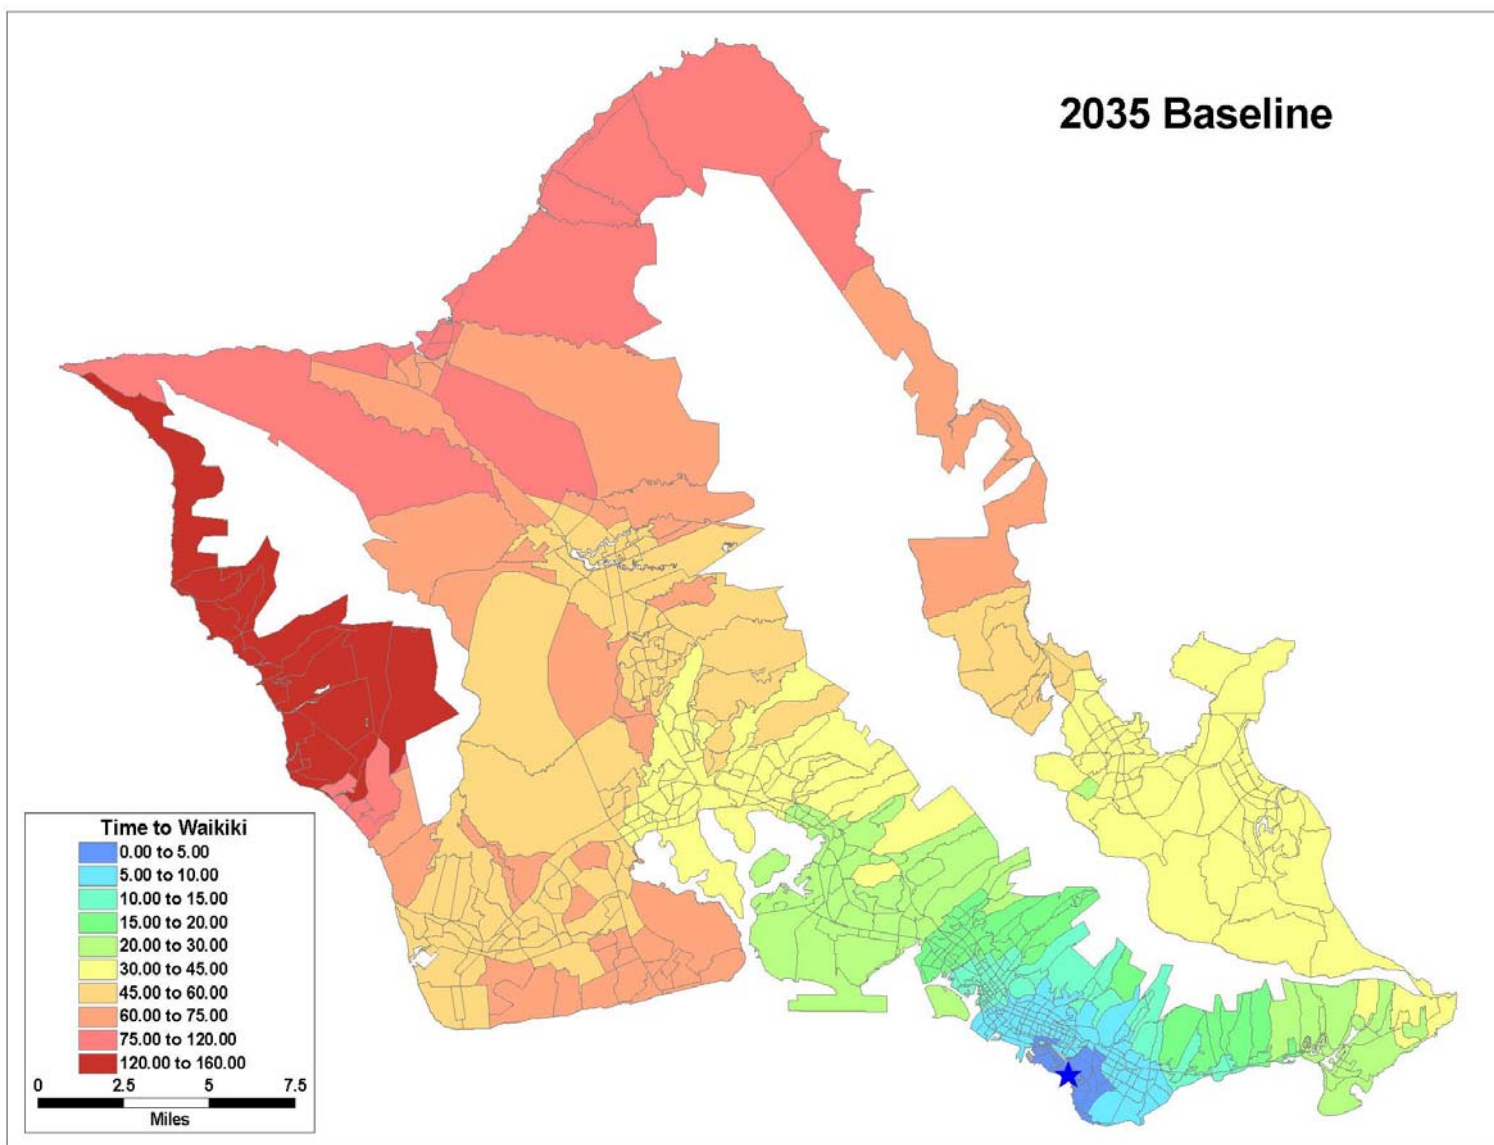 2035 Baseline
Time to Waikiki
0.00 to 5.00
5.00 to 10.00
10.00 to 15.00
15.00 to 20.00
20.00 to 30.00
30.00 to 45.00
45.00 to 60.00
60.00 to 75.00
75.00 to 120.00
120.00 to 160.00
0 2.5 5 7.5
Miles